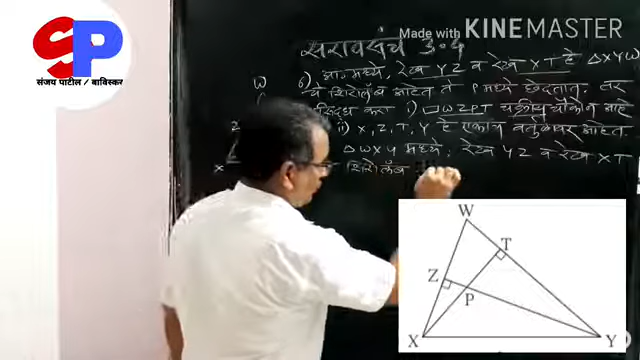 SP
संजय पाटील / बाविस्कर
Made with KINEMASTER
सरावसंच 3.4
6) आ. मध्ये, रेख YZ व रेख XT हे △XYW
चे शिरोलंब आहेत ते P मध्ये छेदतात. तर
सिद्ध करा i) □WZPT चक्रीय चौकोन आहे
ii) X, Z, T, Y हे एकाच वर्तुळावर आहेत.
△WXY मध्ये : रेख YZ व रेख XT
शिरोलंब
W
X
W
T
Z
P
X
Y